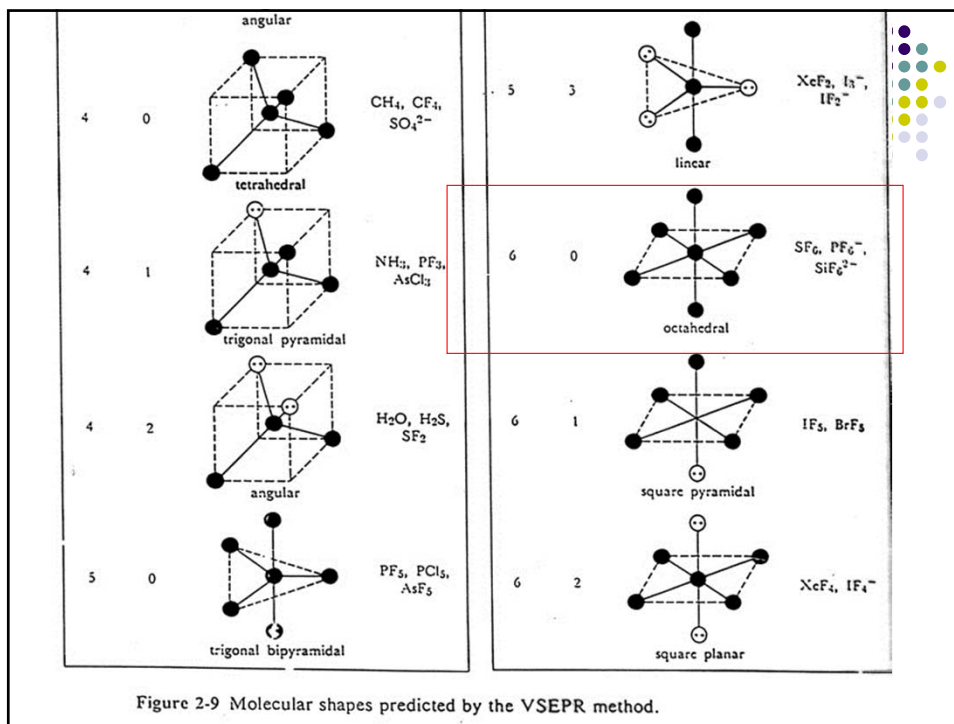 angular
4 0 CH₄, CF₄,
SO₄²⁻
tetrahedral
4 1 NH₃, PF₃,
AsCl₃
trigonal pyramidal
4 2 H₂O, H₂S,
SF₂
angular
5 0 PF₅, PCl₅,
AsF₅
trigonal bipyramidal
5 3 XeF₂, I₃⁻,
IF₂⁻
linear
6 0 SF₆, PF₆⁻,
SiF₆²⁻
octahedral
6 1 IF₅, BrF₅
square pyramidal
6 2 XeF₄, IF₄⁻
square planar
Figure 2-9 Molecular shapes predicted by the VSEPR method.